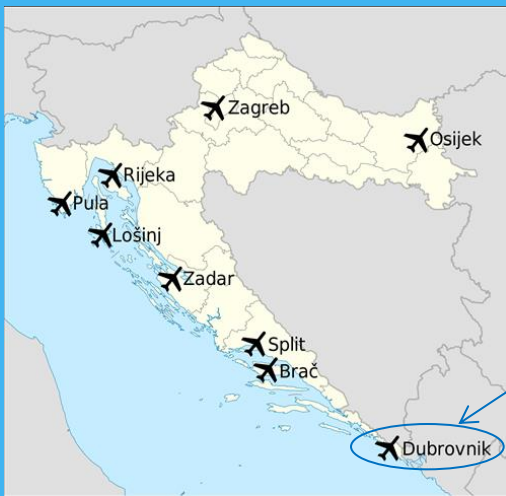 Zagreb
Osijek
Rijeka
Pula
Lošinj
Zadar
Split
Brač
Dubrovnik